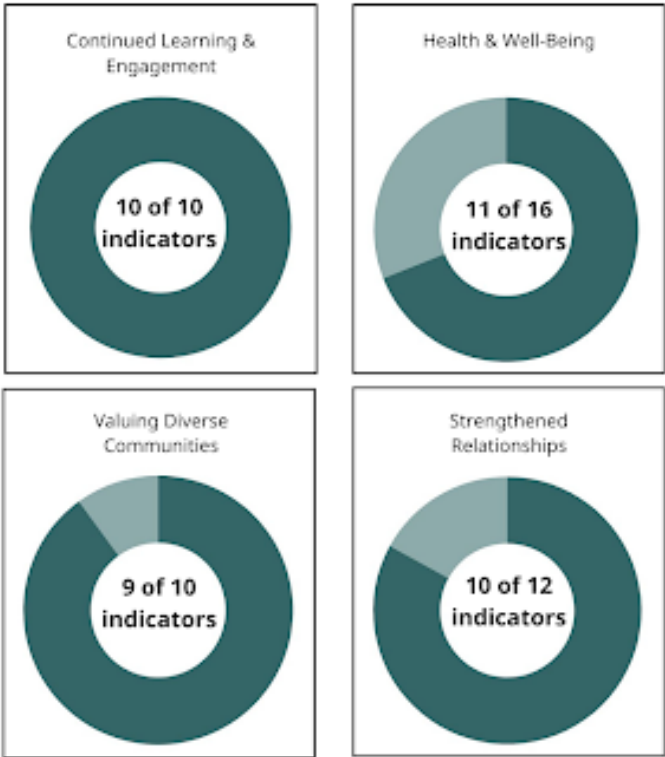 Continued Learning &
Engagement
10 of 10
indicators
Health & Well-Being
11 of 16
indicators
Valuing Diverse
Communities
9 of 10
indicators
Strengthened
Relationships
10 of 12
indicators